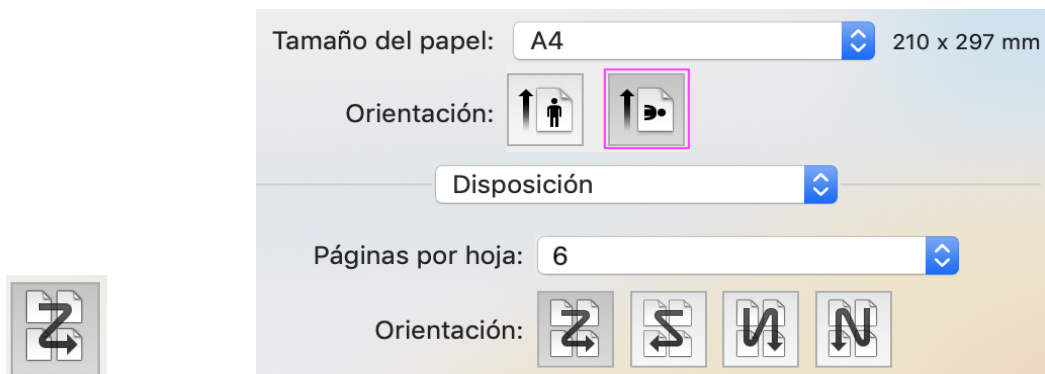 Tamaño del papel: A4 210 x 297 mm
Orientación:
Disposición
Páginas por hoja: 6
Orientación: